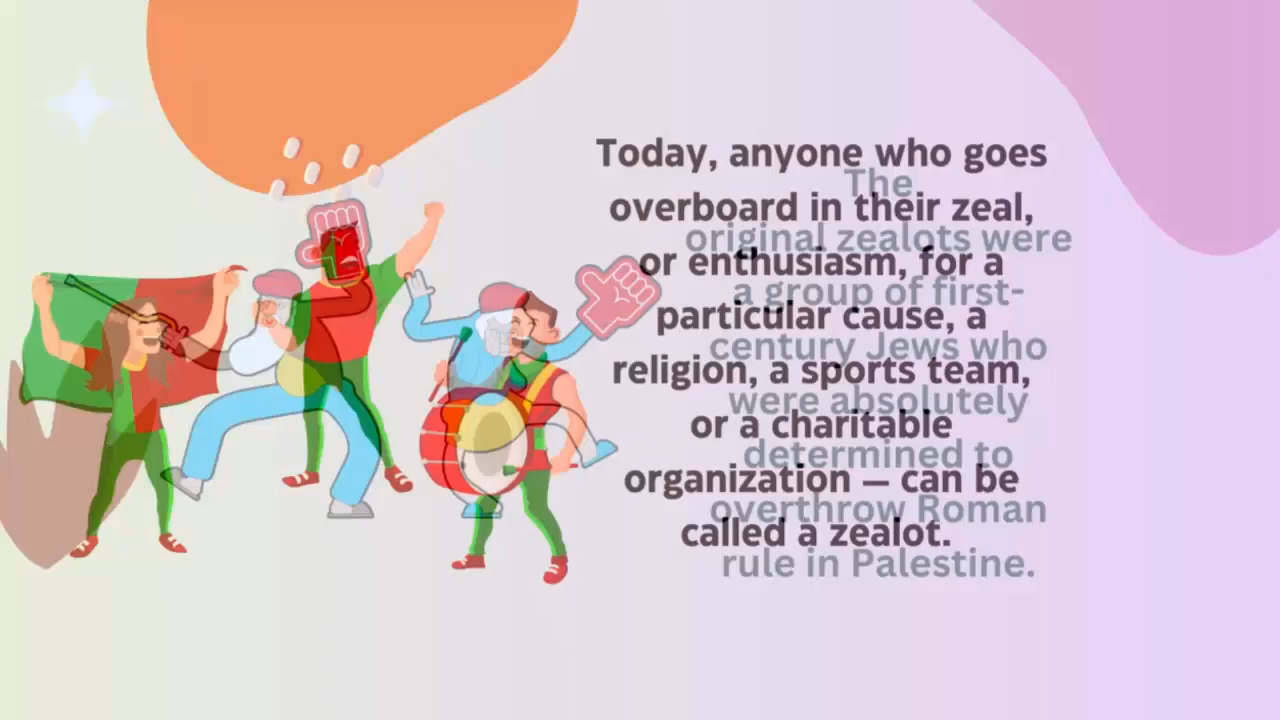 Today, anyone who goes
overboard in their zeal,
or enthusiasm, for a
particular cause, a
religion, a sports team,
or a charitable
organization — can be
called a zealot.
The
original zealots were
a group of first-
century Jews who
were absolutely
determined to
overthrow Roman
rule in Palestine.